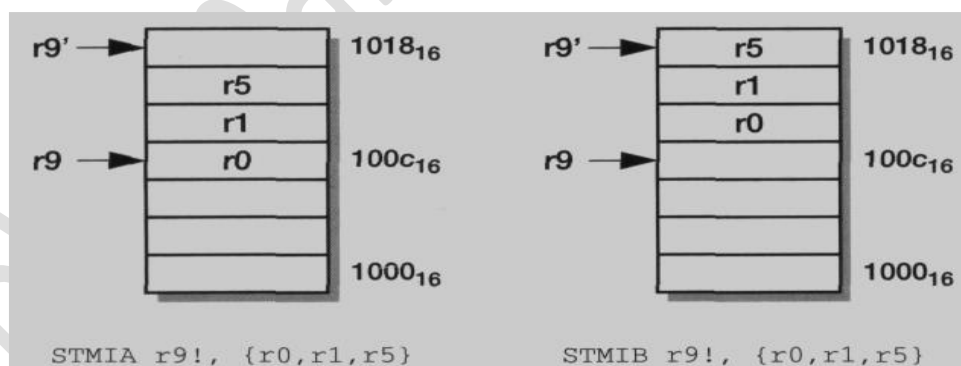 r9’ 1018₁₆
r5
r1
r9 r0 100c₁₆
1000₁₆
STMIA r9!, {r0,r1,r5}
r9’ r5 1018₁₆
r1
r0
r9 100c₁₆
1000₁₆
STMIB r9!, {r0,r1,r5}